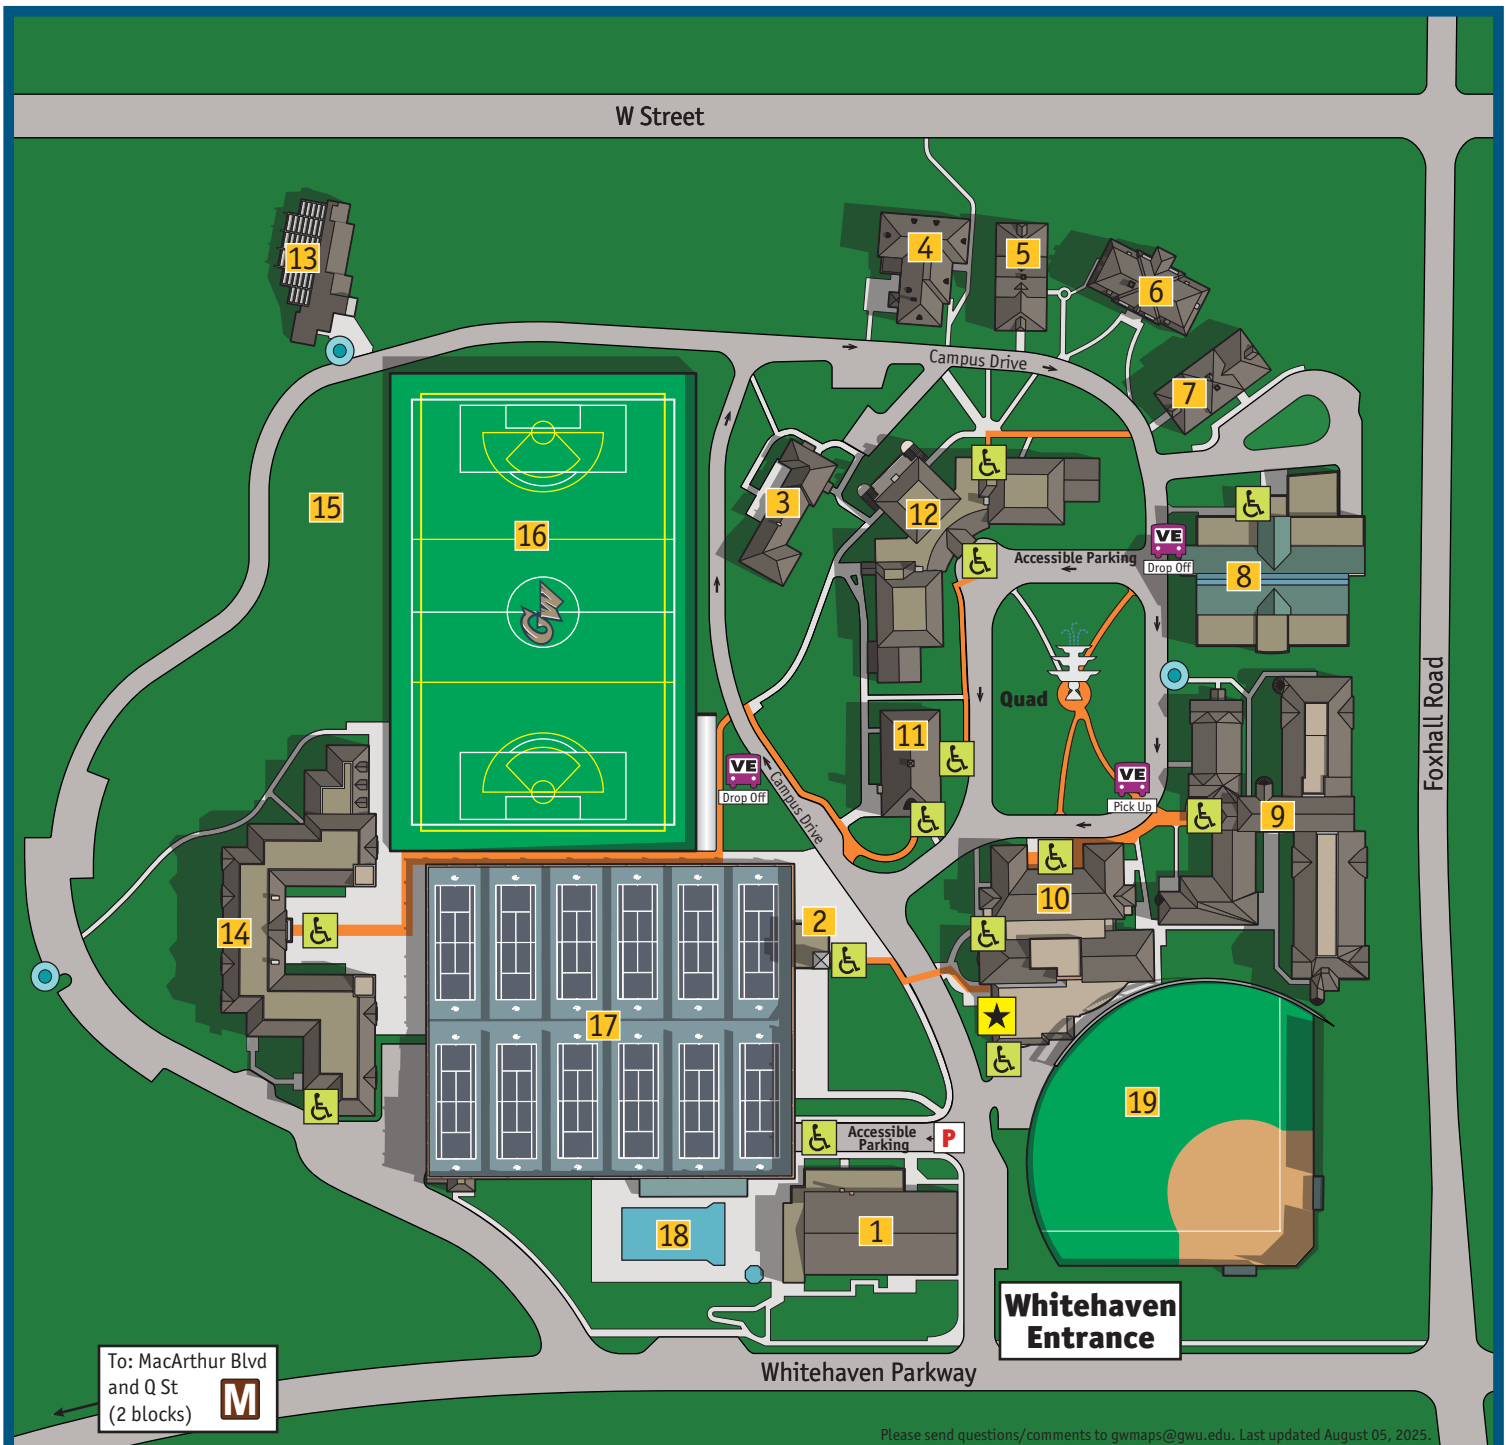 W Street
13
4
5
6
7
Campus Drive
15
16
3
12
VE
Drop Off
Accessible Parking
8
GW
Quad
11
VE
Drop Off
Campus Drive
VE
Pick Up
9
10
14
2
17
19
Accessible
Parking
P
18
1
Foxhall Road
Whitehaven
Entrance
Whitehaven Parkway
To: MacArthur Blvd
and Q St
(2 blocks)
M
Please send questions/comments to gwmaps@gwu.edu. Last updated August 05, 2025.